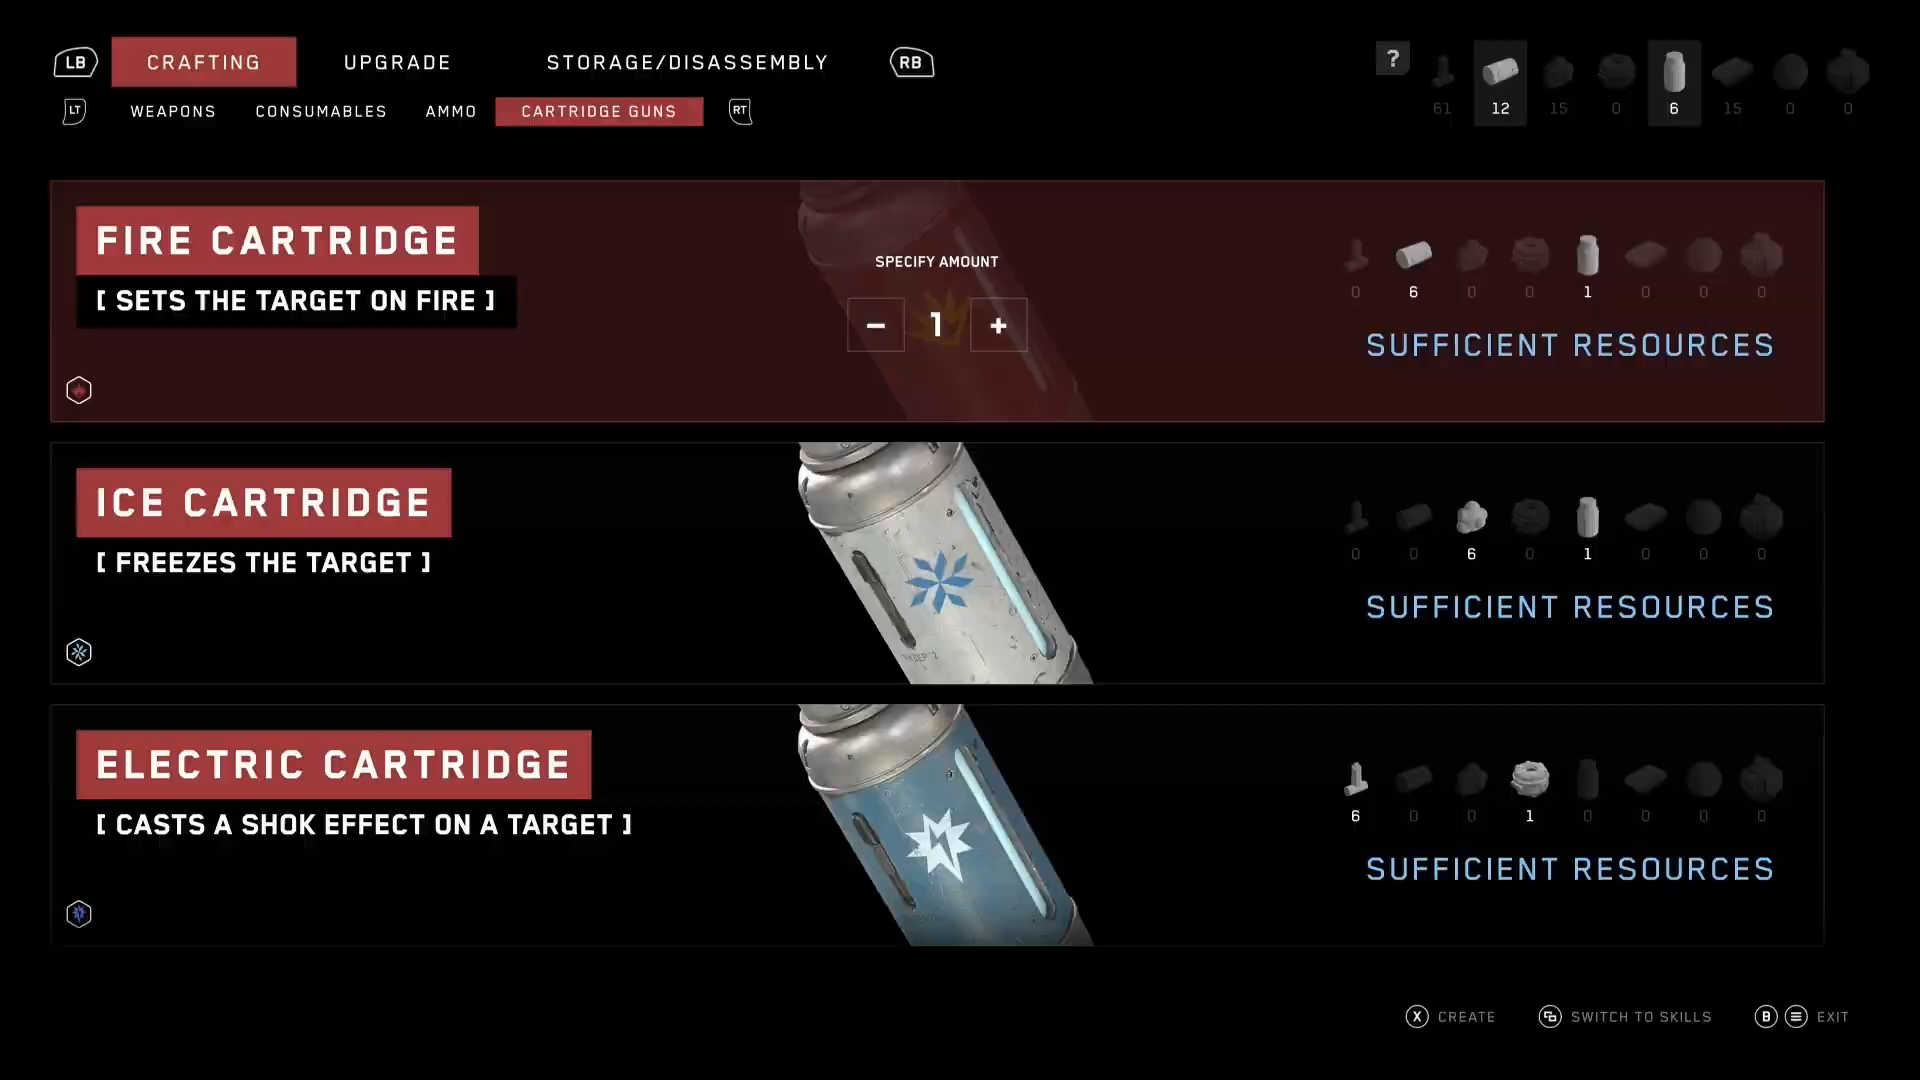 LB CRAFTING UPGRADE STORAGE/DISASSEMBLY RB
LT WEAPONS CONSUMABLES AMMO CARTRIDGE GUNS RT
?
61 12 15 0 6 15 0 0
FIRE CARTRIDGE
[ SETS THE TARGET ON FIRE ]
SPECIFY AMOUNT
− 1 +
0 6 0 0 1 0 0 0
SUFFICIENT RESOURCES
ICE CARTRIDGE
[ FREEZES THE TARGET ]
0 0 6 0 1 0 0 0
SUFFICIENT RESOURCES
ELECTRIC CARTRIDGE
[ CASTS A SHOK EFFECT ON A TARGET ]
6 0 0 1 0 0 0 0
SUFFICIENT RESOURCES
X CREATE SWITCH TO SKILLS B EXIT